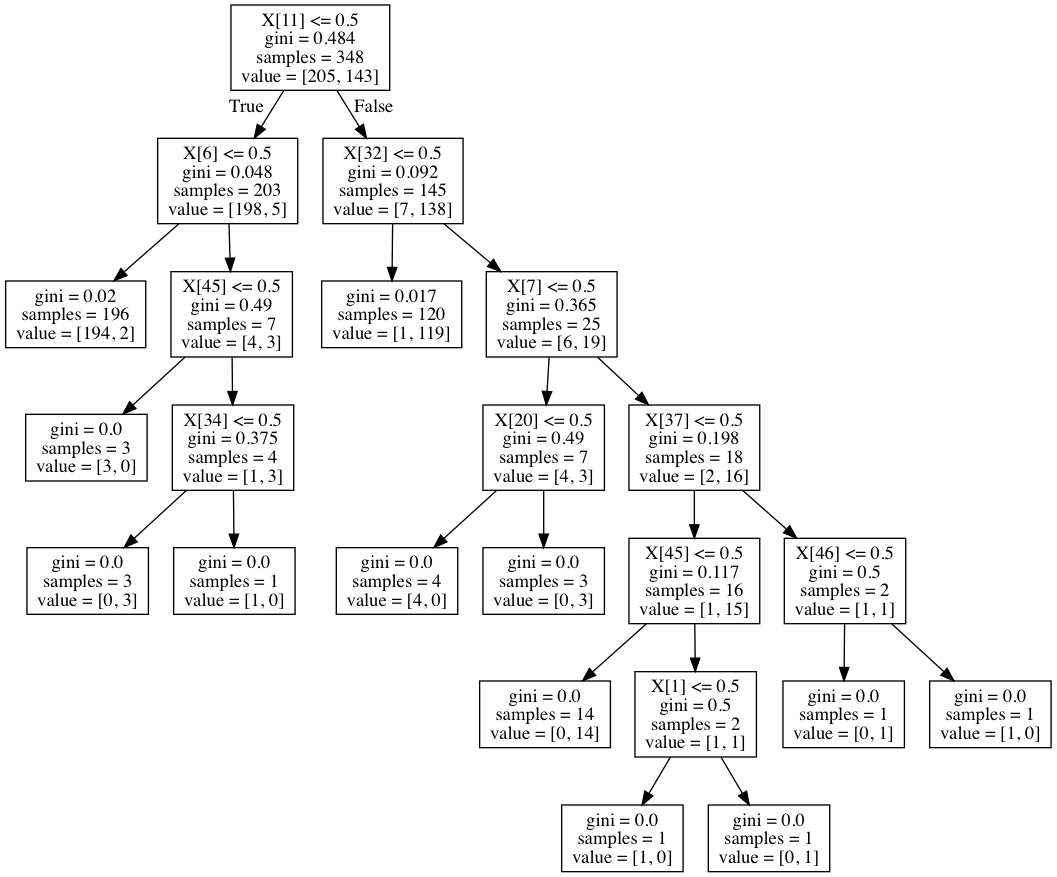 X[11] <= 0.5
gini = 0.484
samples = 348
value = [205, 143]
True
False
X[6] <= 0.5
gini = 0.048
samples = 203
value = [198, 5]
X[32] <= 0.5
gini = 0.092
samples = 145
value = [7, 138]
gini = 0.02
samples = 196
value = [194, 2]
X[45] <= 0.5
gini = 0.49
samples = 7
value = [4, 3]
gini = 0.017
samples = 120
value = [1, 119]
X[7] <= 0.5
gini = 0.365
samples = 25
value = [6, 19]
gini = 0.0
samples = 3
value = [3, 0]
X[34] <= 0.5
gini = 0.375
samples = 4
value = [1, 3]
X[20] <= 0.5
gini = 0.49
samples = 7
value = [4, 3]
X[37] <= 0.5
gini = 0.198
samples = 18
value = [2, 16]
gini = 0.0
samples = 3
value = [0, 3]
gini = 0.0
samples = 1
value = [1, 0]
gini = 0.0
samples = 4
value = [4, 0]
gini = 0.0
samples = 3
value = [0, 3]
X[45] <= 0.5
gini = 0.117
samples = 16
value = [1, 15]
X[46] <= 0.5
gini = 0.5
samples = 2
value = [1, 1]
gini = 0.0
samples = 14
value = [0, 14]
X[1] <= 0.5
gini = 0.5
samples = 2
value = [1, 1]
gini = 0.0
samples = 1
value = [0, 1]
gini = 0.0
samples = 1
value = [1, 0]
gini = 0.0
samples = 1
value = [1, 0]
gini = 0.0
samples = 1
value = [0, 1]